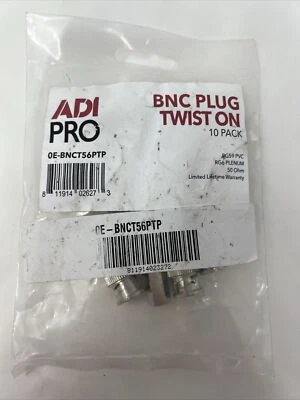 ADI
PRO
BNC PLUG
TWIST ON
10 PACK
0E-BNCT56PTP
RG59 PVC
RG6 PLENUM
50 Ohm
Limited Lifetime Warranty
8 11914 02627 3
0E-BNCT56PTP
811914023272